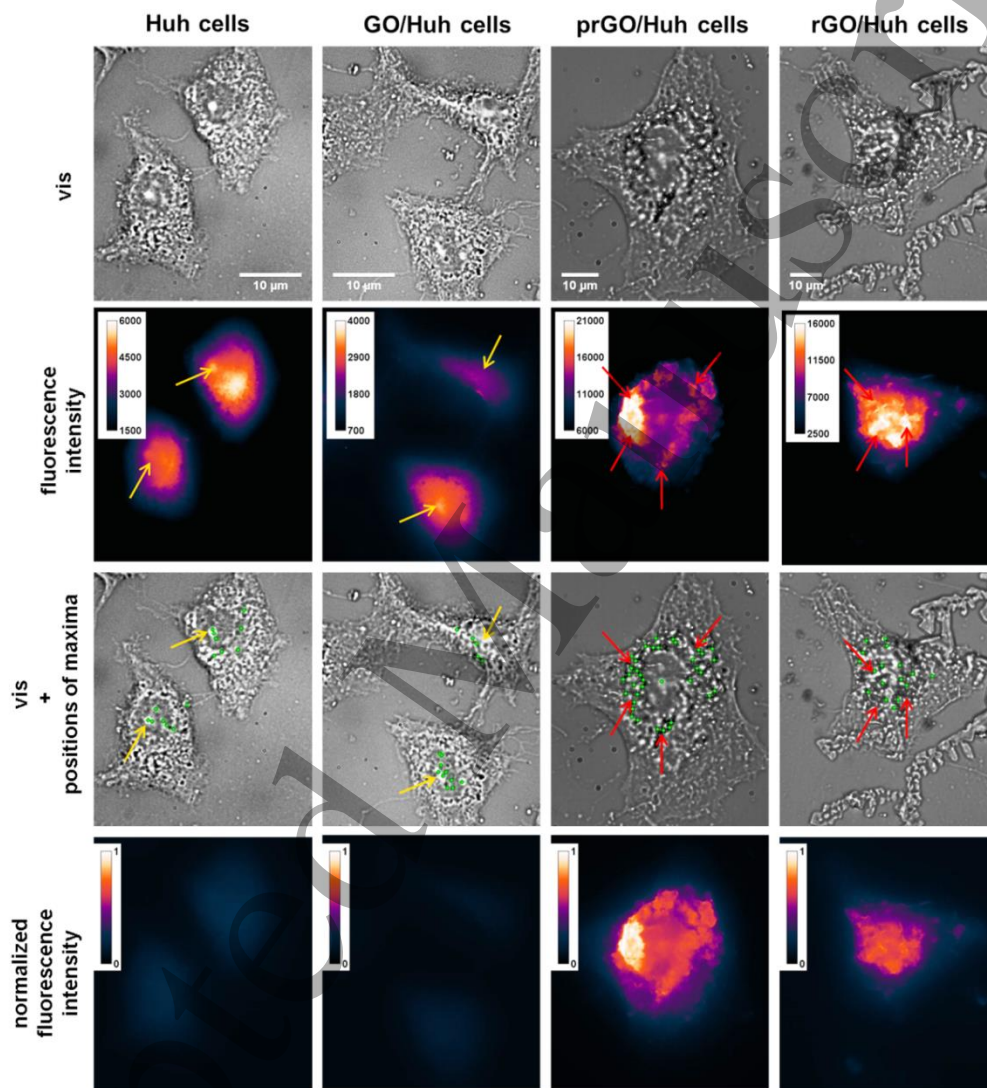 Huh cells
GO/Huh cells
prGO/Huh cells
rGO/Huh cells
vis
10 µm
10 µm
10 µm
10 µm
fluorescence
intensity
6000
4500
3000
1500
4000
2900
1800
700
21000
16000
11000
6000
16000
11500
7000
2500
vis
+
positions of maxima
normalized
fluorescence
intensity
1
0
1
0
1
0
1
0